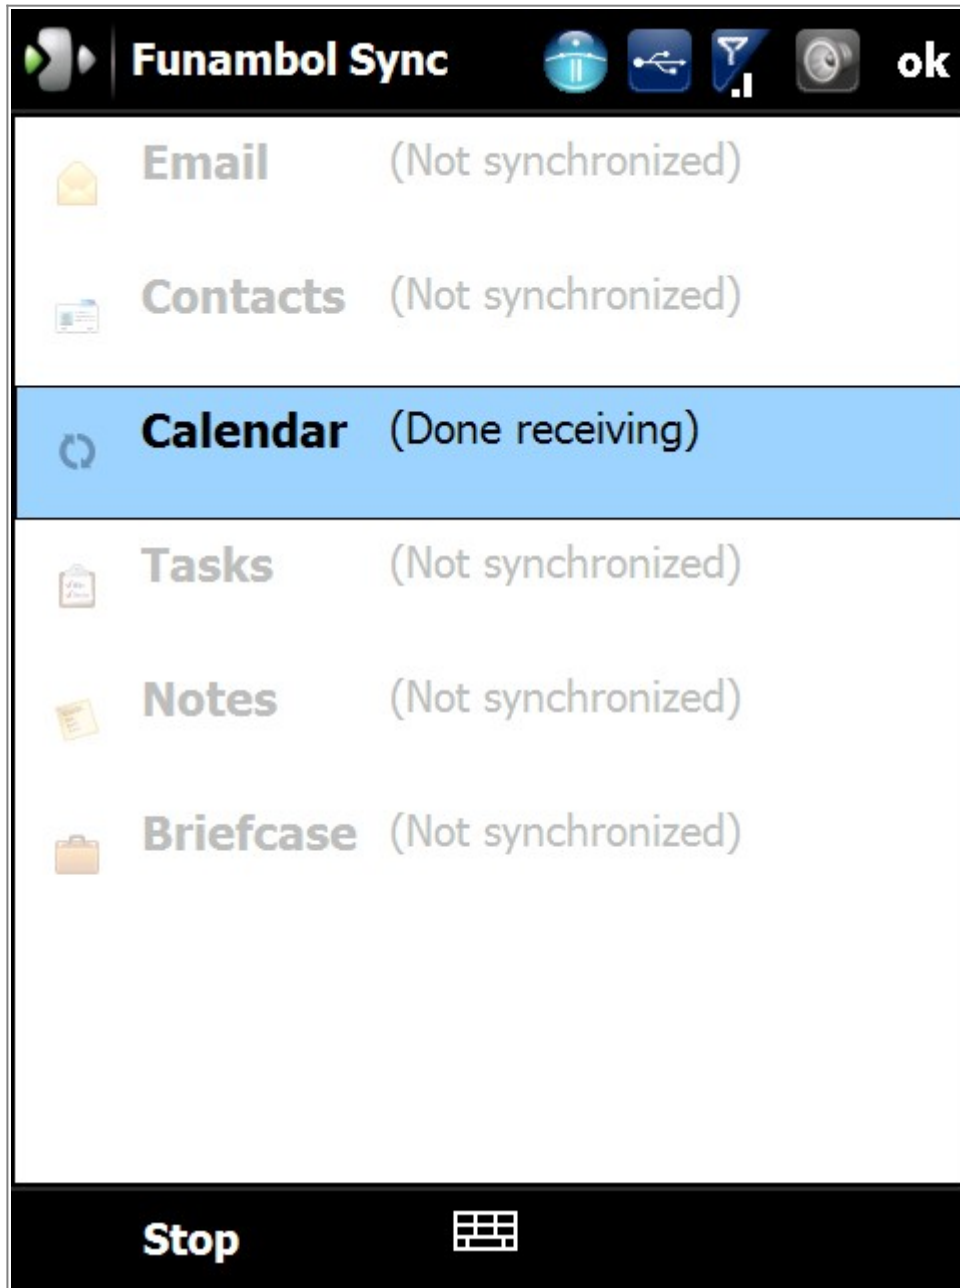 Funambol Sync ok
Email (Not synchronized)
Contacts (Not synchronized)
Calendar (Done receiving)
Tasks (Not synchronized)
Notes (Not synchronized)
Briefcase (Not synchronized)
Stop